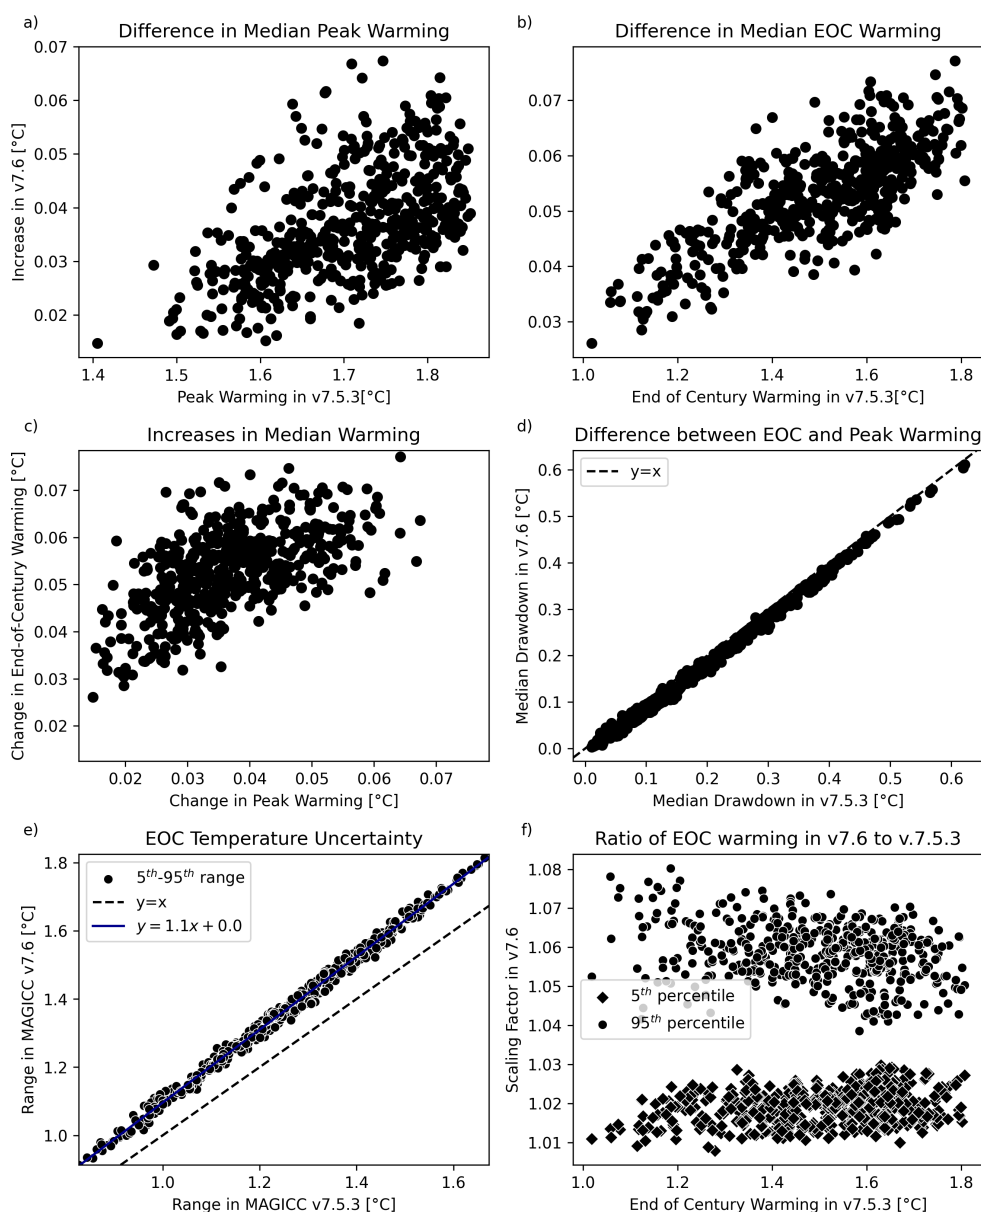 a)
Difference in Median Peak Warming
0.07
0.06
0.05
0.04
0.03
0.02
Increase in v7.6 [°C]
1.4 1.5 1.6 1.7 1.8
Peak Warming in v7.5.3[°C]
b)
Difference in Median EOC Warming
0.07
0.06
0.05
0.04
0.03
1.0 1.2 1.4 1.6 1.8
End of Century Warming in v7.5.3[°C]
c)
Increases in Median Warming
0.07
0.06
0.05
0.04
0.03
0.02
Change in End-of-Century Warming [°C]
0.02 0.03 0.04 0.05 0.06 0.07
Change in Peak Warming [°C]
d)
Difference between EOC and Peak Warming
y=x
0.6
0.5
0.4
0.3
0.2
0.1
0.0
Median Drawdown in v7.6 [°C]
0.0 0.1 0.2 0.3 0.4 0.5 0.6
Median Drawdown in v7.5.3 [°C]
e)
EOC Temperature Uncertainty
5th-95th range
y=x
y = 1.1x + 0.0
1.8
1.6
1.4
1.2
1.0
Range in MAGICC v7.6 [°C]
1.0 1.2 1.4 1.6
Range in MAGICC v7.5.3 [°C]
f)
Ratio of EOC warming in v7.6 to v.7.5.3
1.08
1.07
1.06
1.05
1.04
1.03
1.02
1.01
Scaling Factor in v7.6
5th percentile
95th percentile
1.0 1.2 1.4 1.6 1.8
End of Century Warming in v7.5.3 [°C]